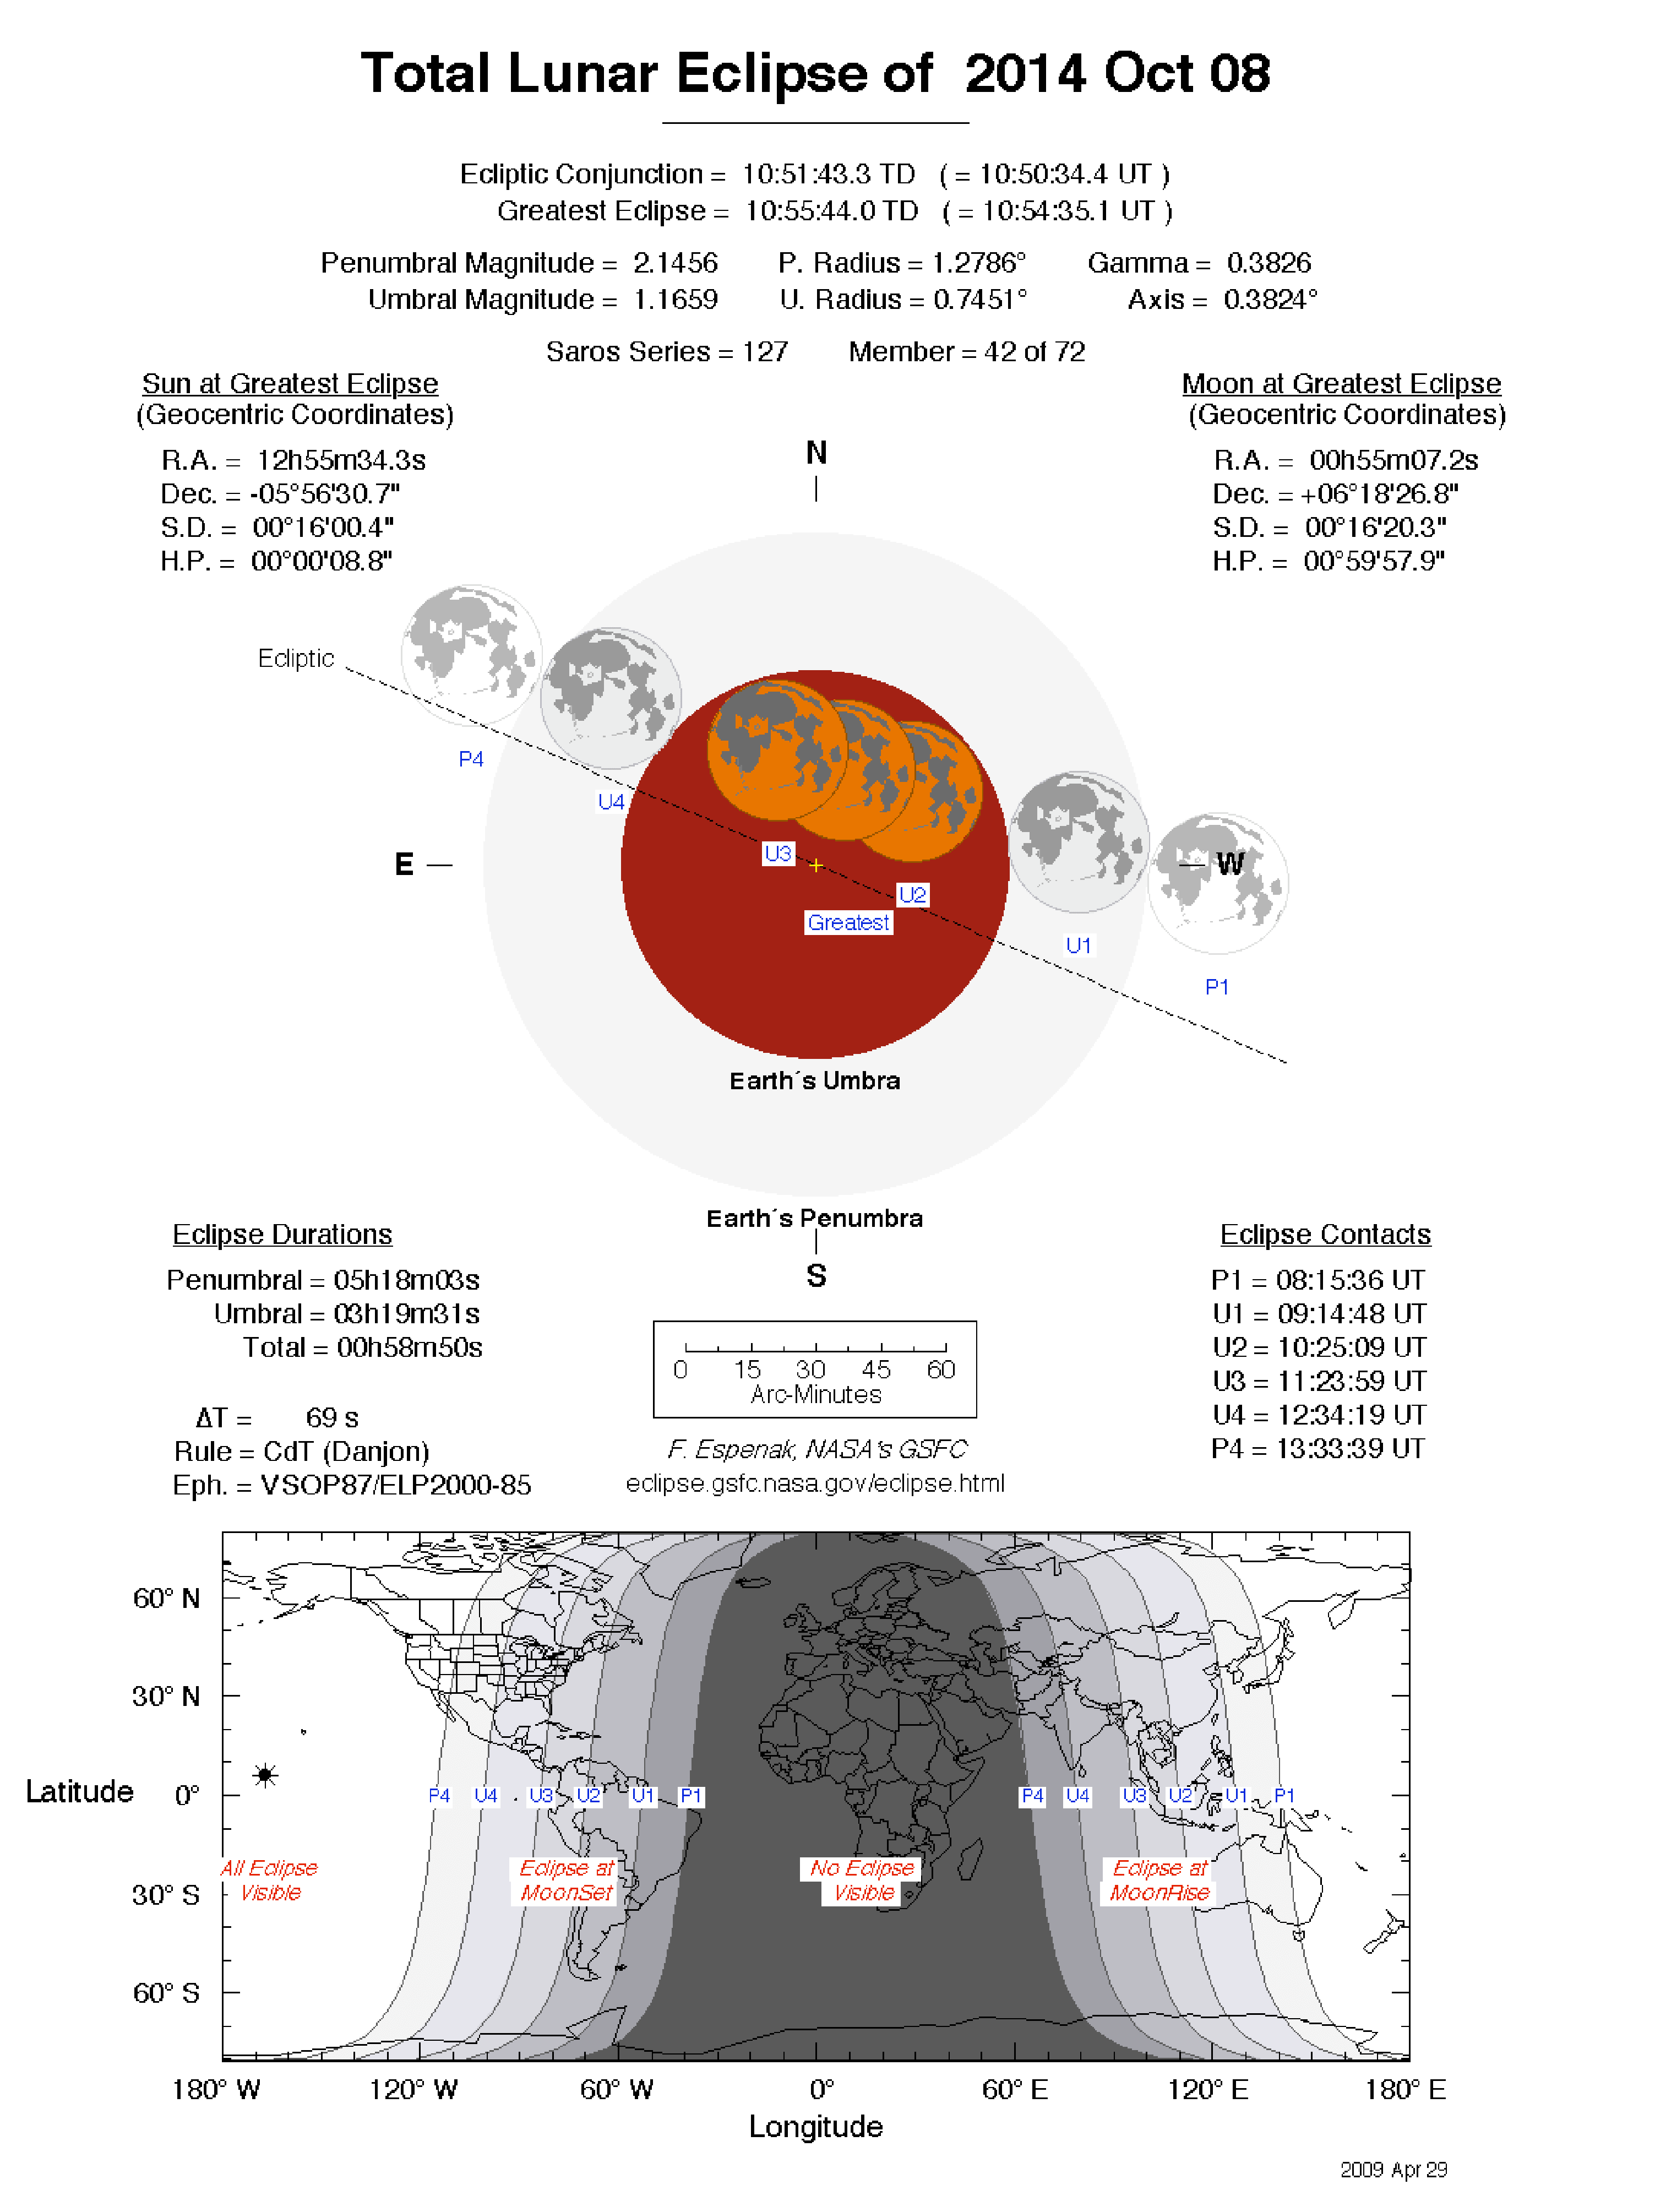 Total Lunar Eclipse of 2014 Oct 08
Ecliptic Conjunction = 10:51:43.3 TD ( = 10:50:34.4 UT )
Greatest Eclipse = 10:55:44.0 TD ( = 10:54:35.1 UT )
Penumbral Magnitude = 2.1456 P. Radius = 1.2786° Gamma = 0.3826
Umbral Magnitude = 1.1659 U. Radius = 0.7451° Axis = 0.3824°
Saros Series = 127 Member = 42 of 72
Sun at Greatest Eclipse
(Geocentric Coordinates)
R.A. = 12h55m34.3s
Dec. = -05°56'30.7"
S.D. = 00°16'00.4"
H.P. = 00°00'08.8"
Moon at Greatest Eclipse
(Geocentric Coordinates)
R.A. = 00h55m07.2s
Dec. = +06°18'26.8"
S.D. = 00°16'20.3"
H.P. = 00°59'57.9"
N
Ecliptic
P4
U4
U3
E
W
U2
Greatest
U1
P1
Earth´s Umbra
Earth´s Penumbra
S
Eclipse Durations
Penumbral = 05h18m03s
Umbral = 03h19m31s
Total = 00h58m50s
ΔT = 69 s
Rule = CdT (Danjon)
Eph. = VSOP87/ELP2000-85
0 15 30 45 60
Arc-Minutes
F. Espenak, NASA's GSFC
eclipse.gsfc.nasa.gov/eclipse.html
Eclipse Contacts
P1 = 08:15:36 UT
U1 = 09:14:48 UT
U2 = 10:25:09 UT
U3 = 11:23:59 UT
U4 = 12:34:19 UT
P4 = 13:33:39 UT
60° N
30° N
Latitude 0°
30° S
60° S
P4 U4 U3 U2 U1 P1 P4 U4 U3 U2 U1 P1
All Eclipse
Visible
Eclipse at
MoonSet
No Eclipse
Visible
Eclipse at
MoonRise
180° W 120° W 60° W 0° 60° E 120° E 180° E
Longitude
2009 Apr 29